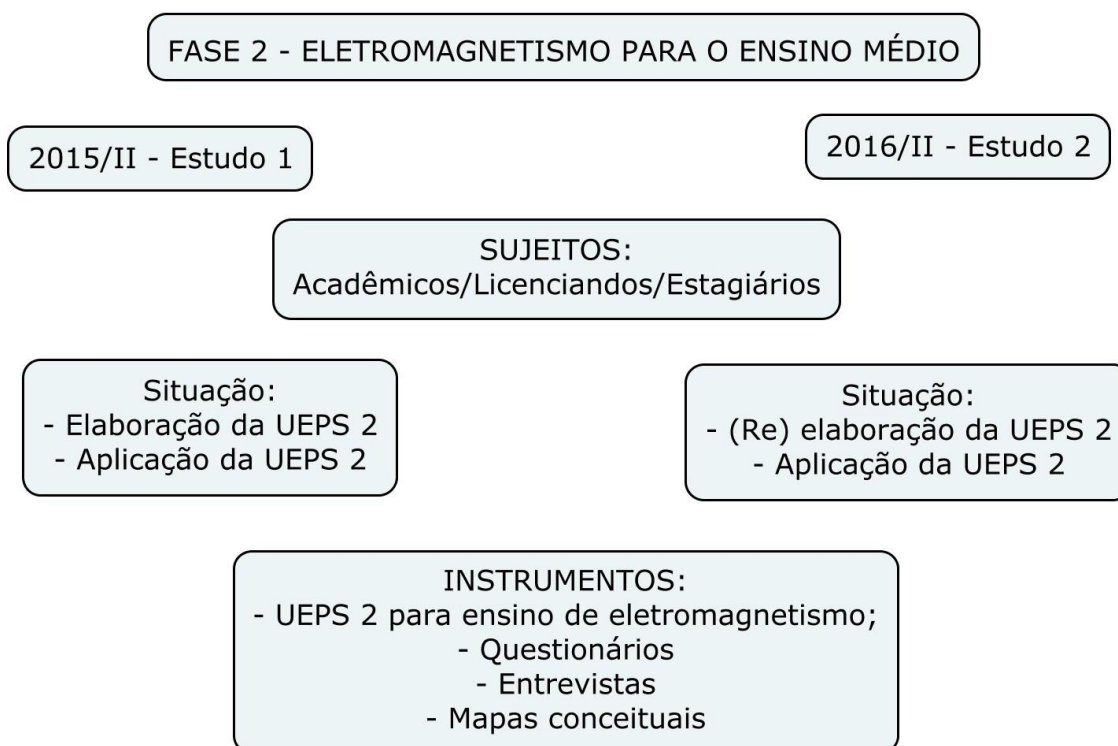 FASE 2 - ELETROMAGNETISMO PARA O ENSINO MÉDIO
2015/II - Estudo 1
2016/II - Estudo 2
SUJEITOS:
Acadêmicos/Licenciandos/Estagiários
Situação:
- Elaboração da UEPS 2
- Aplicação da UEPS 2
Situação:
- (Re) elaboração da UEPS 2
- Aplicação da UEPS 2
INSTRUMENTOS:
- UEPS 2 para ensino de eletromagnetismo;
- Questionários
- Entrevistas
- Mapas conceituais